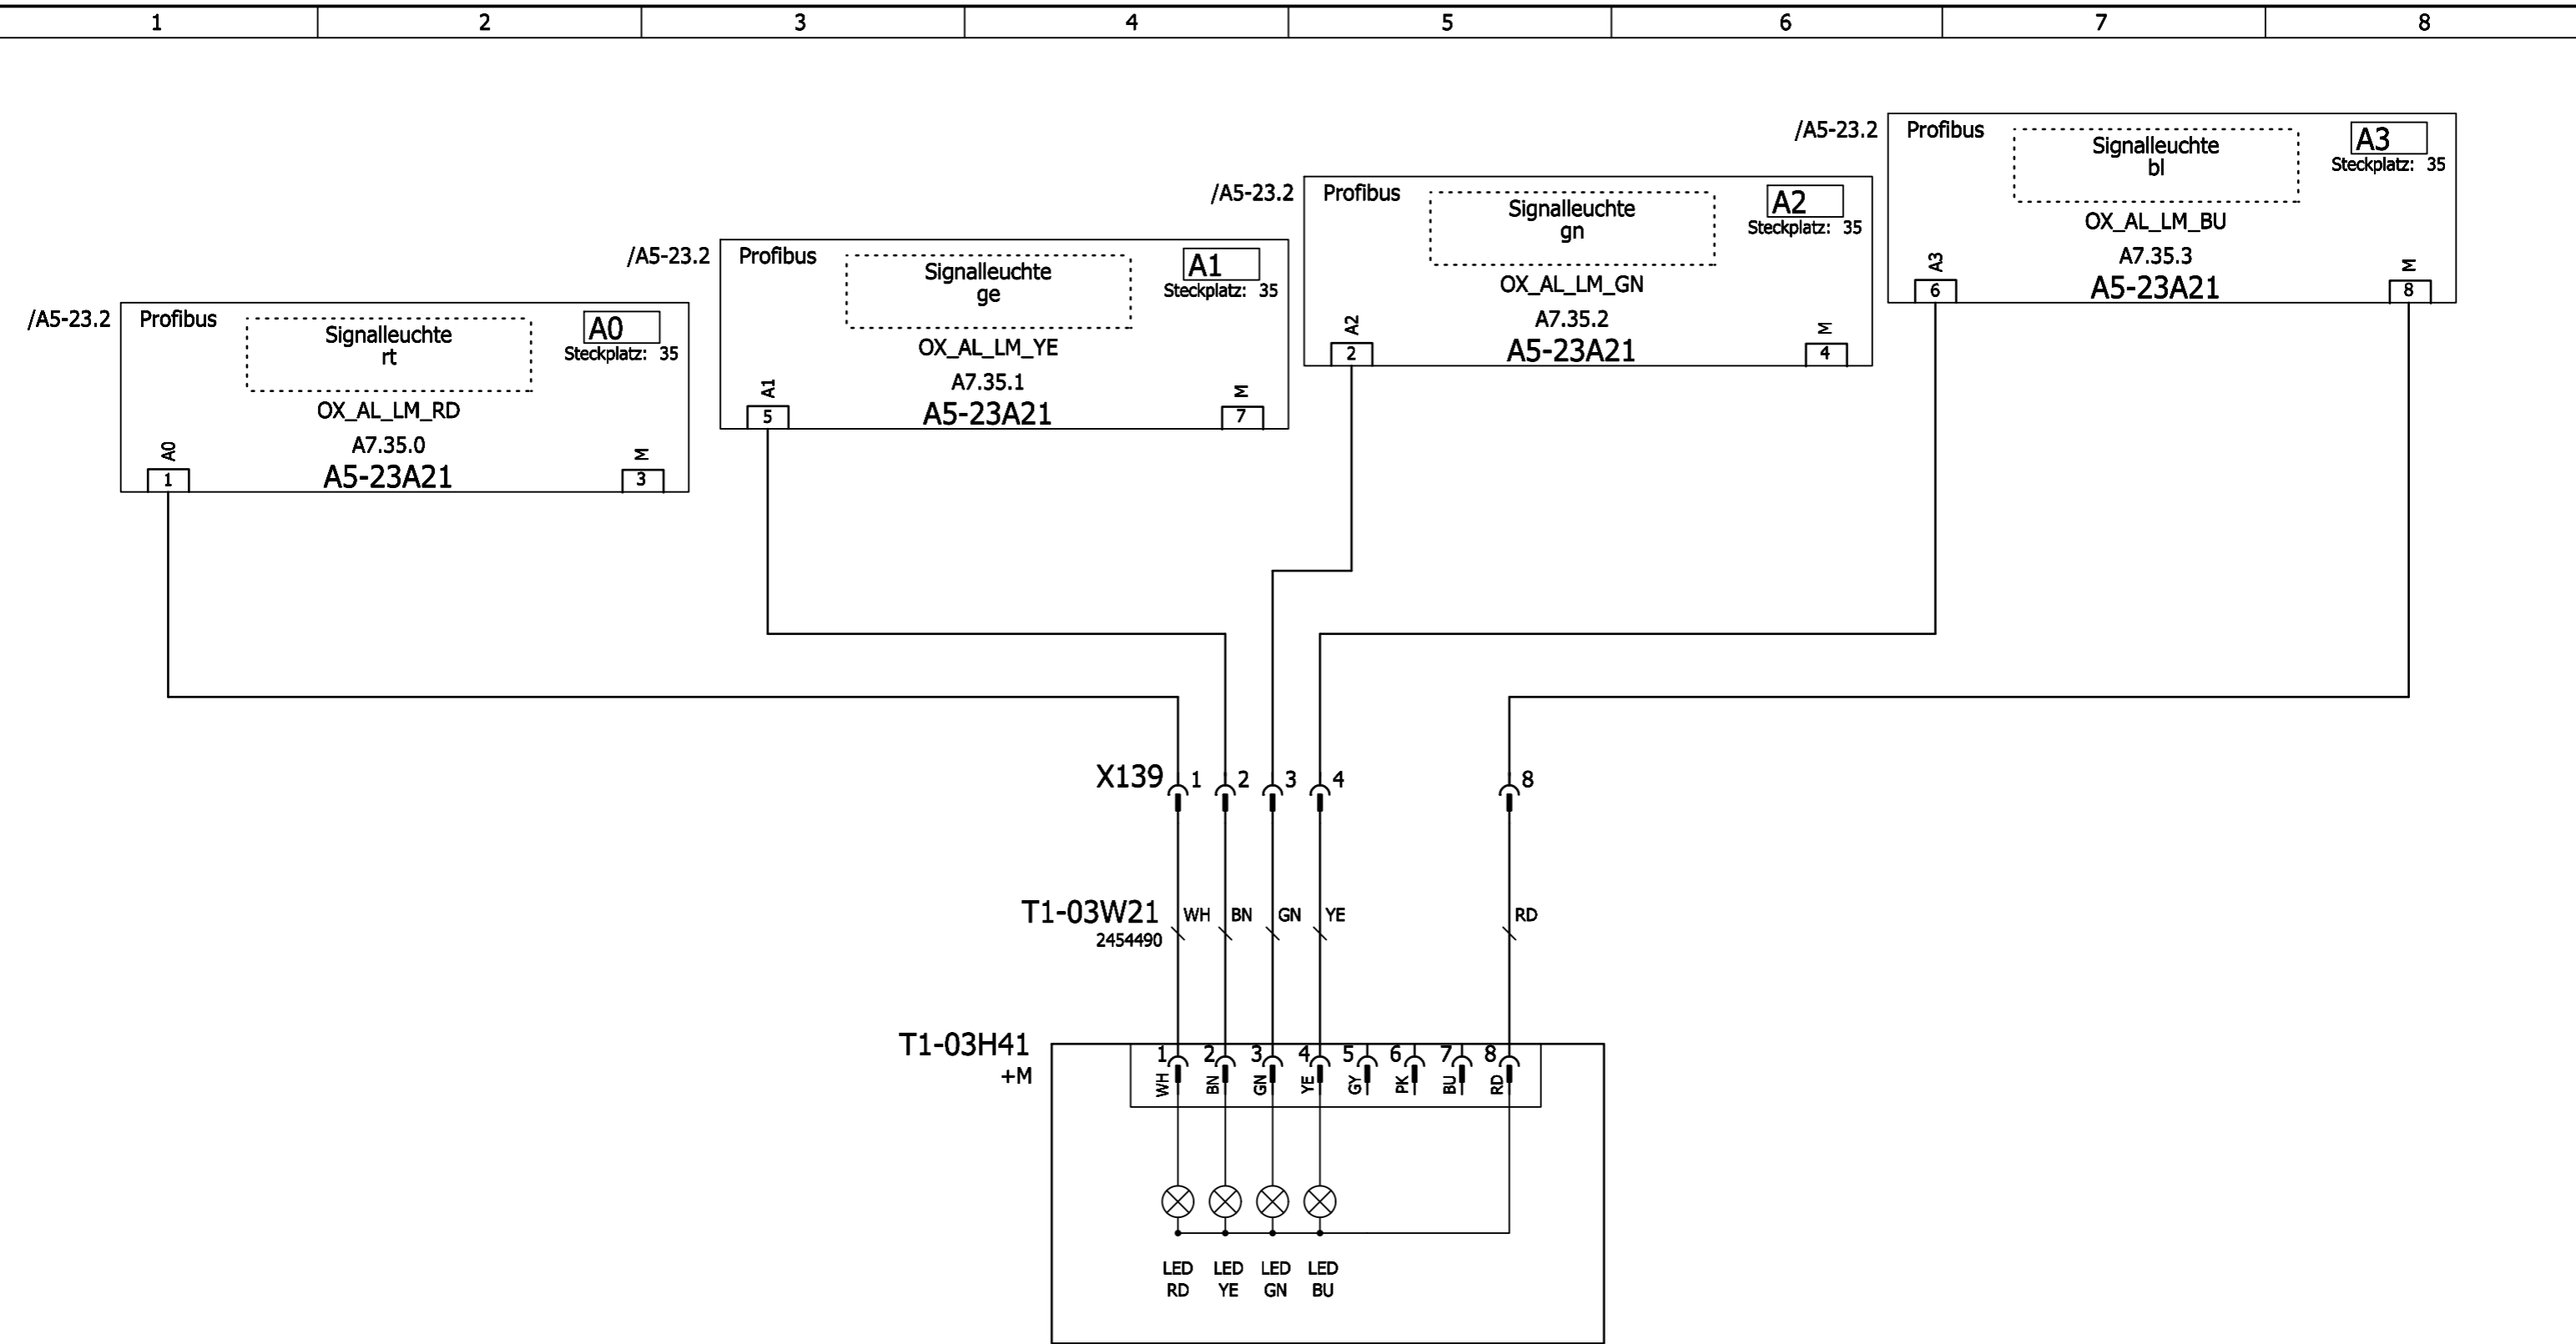 1 2 3 4 5 6 7 8
/A5-23.2 Profibus Signalleuchte A3
bl Steckplatz: 35
OX_AL_LM_BU
A7.35.3
A3 M
6 A5-23A21 8
/A5-23.2 Profibus Signalleuchte A2
gn Steckplatz: 35
OX_AL_LM_GN
A7.35.2
A2 M
2 A5-23A21 4
/A5-23.2 Profibus Signalleuchte A1
ge Steckplatz: 35
OX_AL_LM_YE
A7.35.1
A1 M
5 A5-23A21 7
/A5-23.2 Profibus Signalleuchte A0
rt Steckplatz: 35
OX_AL_LM_RD
A7.35.0
A0 M
1 A5-23A21 3
X139 1 2 3 4 8
T1-03W21 WH BN GN YE RD
2454490
T1-03H41 1 2 3 4 5 6 7 8
+M WH BN GN YE GY PK BU RD
LED LED LED LED
RD YE GN BU